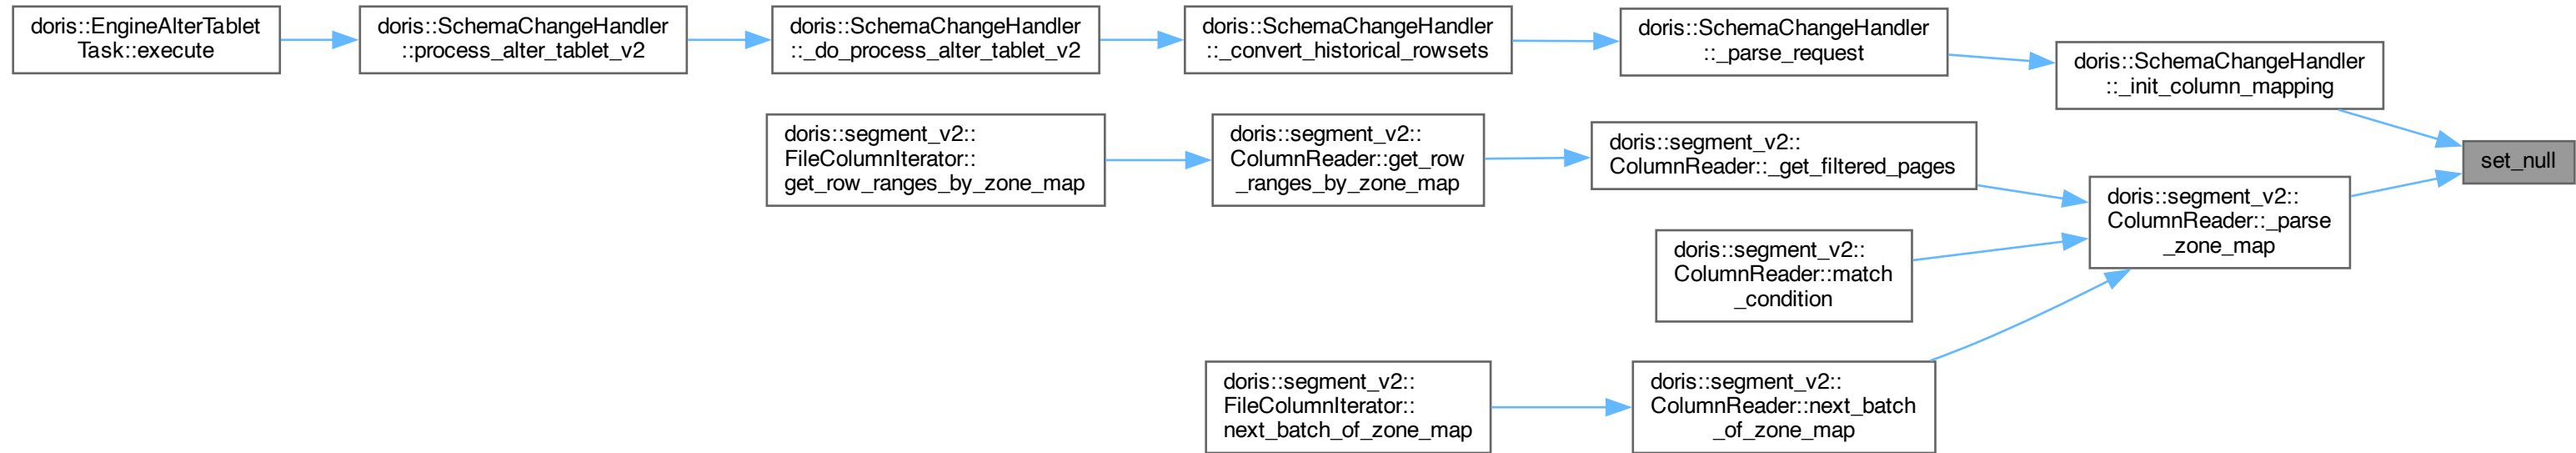 doris::EngineAlterTablet
Task::execute
doris::SchemaChangeHandler
::process_alter_tablet_v2
doris::SchemaChangeHandler
::_do_process_alter_tablet_v2
doris::SchemaChangeHandler
::_convert_historical_rowsets
doris::SchemaChangeHandler
::_parse_request
doris::SchemaChangeHandler
::_init_column_mapping
doris::segment_v2::
FileColumnIterator::
get_row_ranges_by_zone_map
doris::segment_v2::
ColumnReader::get_row
_ranges_by_zone_map
doris::segment_v2::
ColumnReader::_get_filtered_pages
set_null
doris::segment_v2::
ColumnReader::_parse
_zone_map
doris::segment_v2::
ColumnReader::match
_condition
doris::segment_v2::
FileColumnIterator::
next_batch_of_zone_map
doris::segment_v2::
ColumnReader::next_batch
_of_zone_map